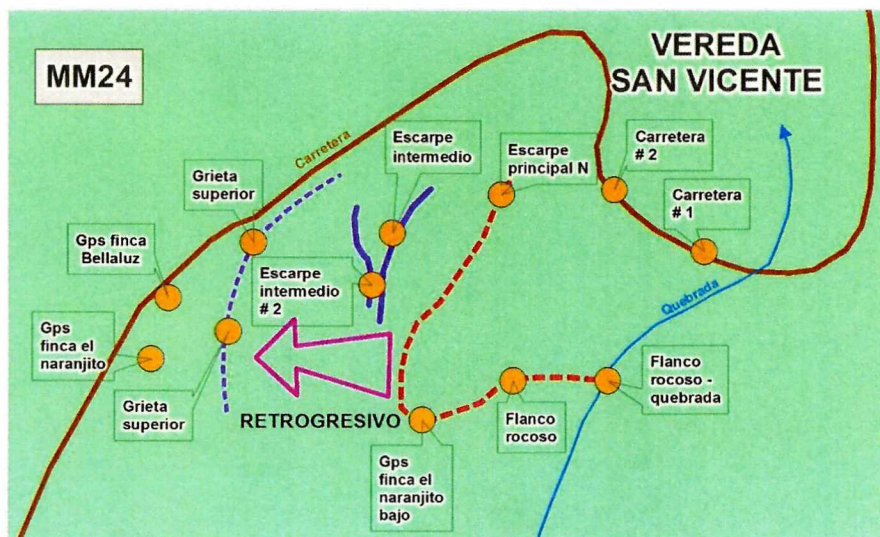 MM24
VEREDA
SAN VICENTE
Carretera
Escarpe
intermedio
Escarpe
principal N
Carretera
# 2
Carretera
# 1
Grieta
superior
Gps finca
Bellaluz
Escarpe
intermedio
# 2
Quebrada
Gps
finca el
naranjito
Grieta
superior
RETROGRESIVO
Flanco
rocoso
Flanco
rocoso -
quebrada
Gps
finca el
naranjito
bajo